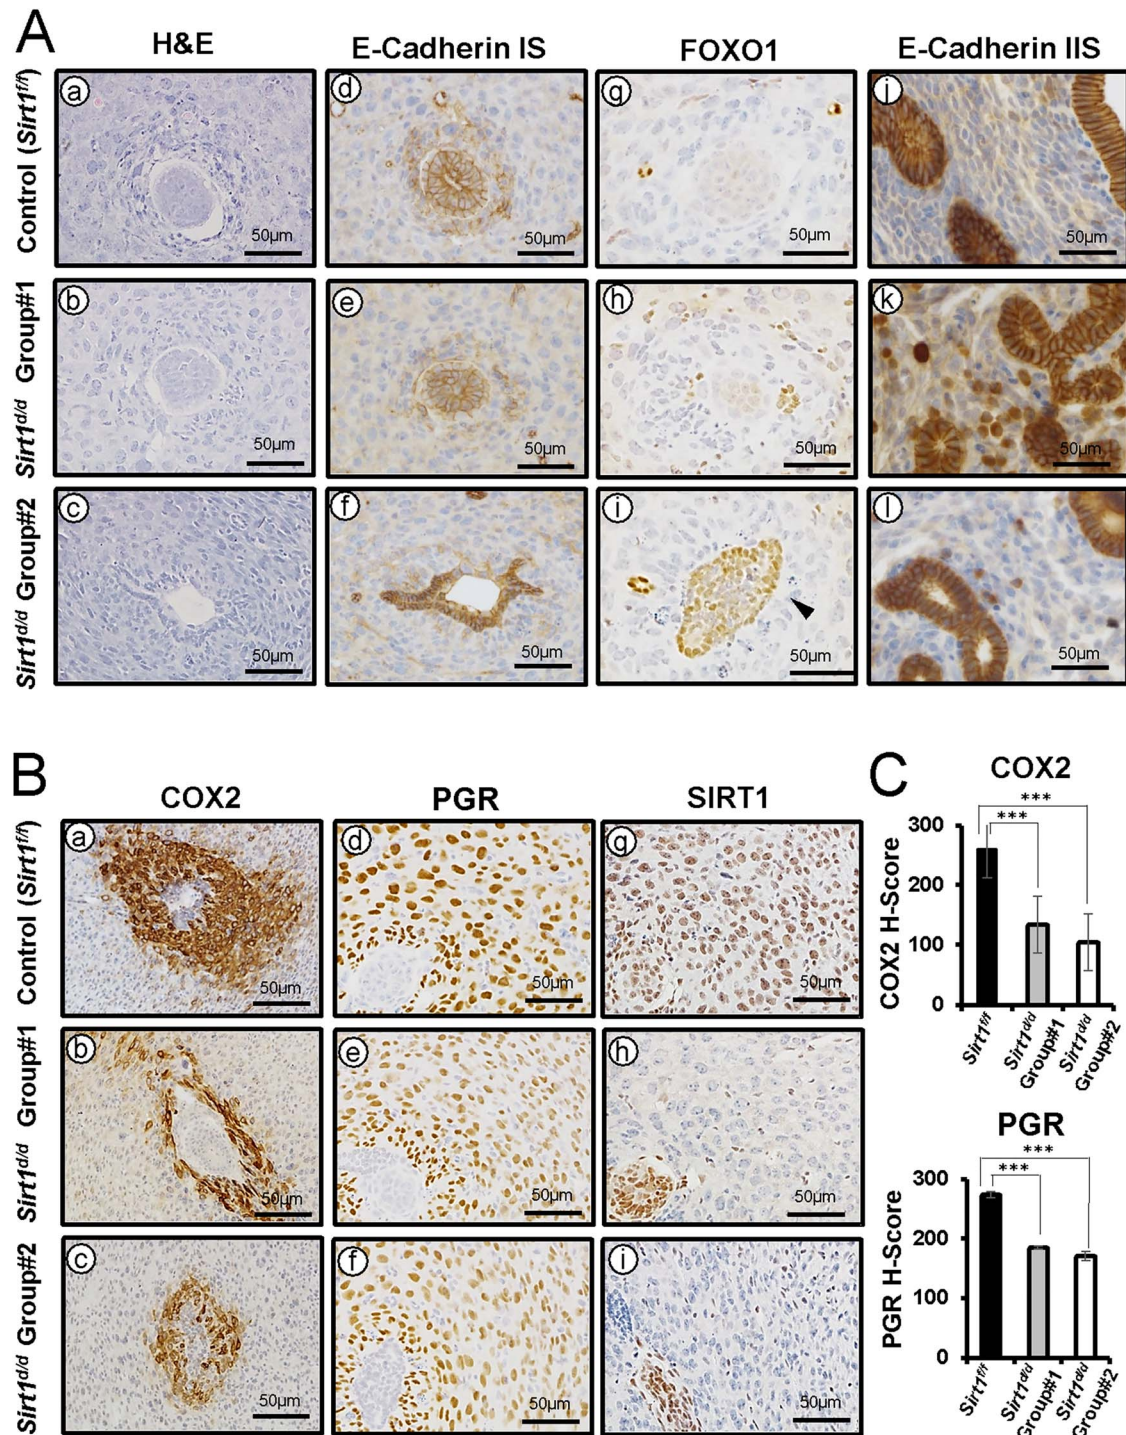 A
H&E
E-Cadherin IS
FOXO1
E-Cadherin IIS
Control (Sirt1f/f)
a
50µm
d
50µm
g
50µm
j
50µm
Sirt1d/d Group#1
b
50µm
e
50µm
h
50µm
k
50µm
Sirt1d/d Group#2
c
50µm
f
50µm
i
50µm
l
50µm
B
COX2
PGR
SIRT1
Control (Sirt1f/f)
a
50µm
d
50µm
g
50µm
Sirt1d/d Group#1
b
50µm
e
50µm
h
50µm
Sirt1d/d Group#2
c
50µm
f
50µm
i
50µm
C
COX2
***
***
300
200
100
0
COX2 H-Score
Sirt1f/f
Sirt1d/d
Group#1
Sirt1d/d
Group#2
PGR
***
***
300
200
100
0
PGR H-Score
Sirt1f/f
Sirt1d/d
Group#1
Sirt1d/d
Group#2